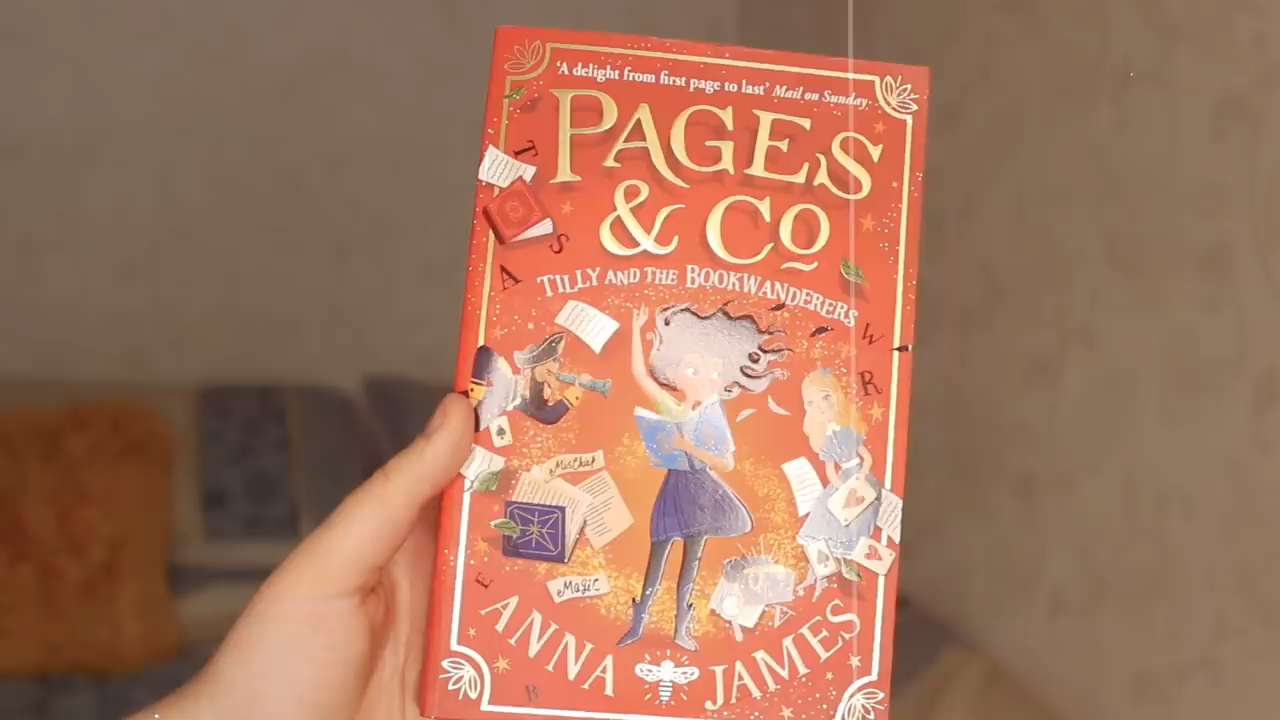 'A delight from first page to last' Mail on Sunday
PAGES
& Co
TILLY AND THE BOOKWANDERERS
T
S
A
W
R
Mischief
Magic
E
A
R
ANNA JAMES